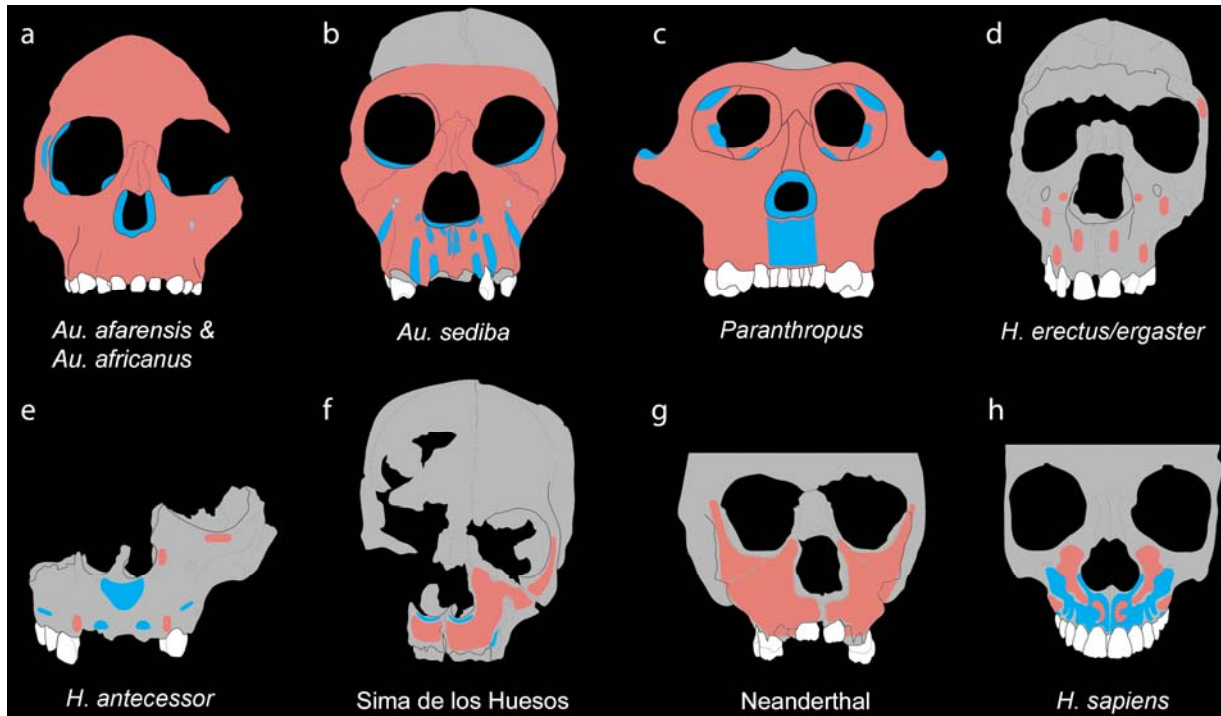 a
b
c
d
Au. afarensis &
Au. africanus
Au. sediba
Paranthropus
H. erectus/ergaster
e
f
g
h
H. antecessor
Sima de los Huesos
Neanderthal
H. sapiens